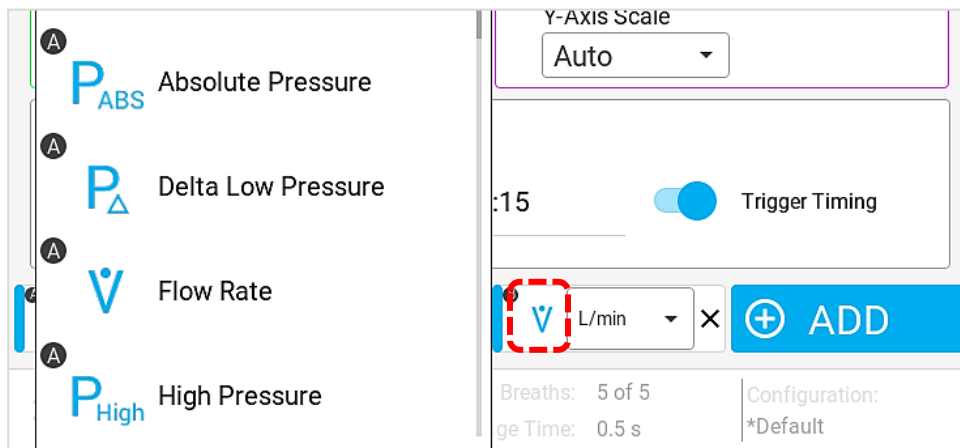 A
PABS Absolute Pressure
A
P△ Delta Low Pressure
A
V̇ Flow Rate
A
PHigh High Pressure
Y-Axis Scale
Auto
:15
Trigger Timing
V̇ L/min
ADD
Breaths: 5 of 5
ge Time: 0.5 s
Configuration:
*Default